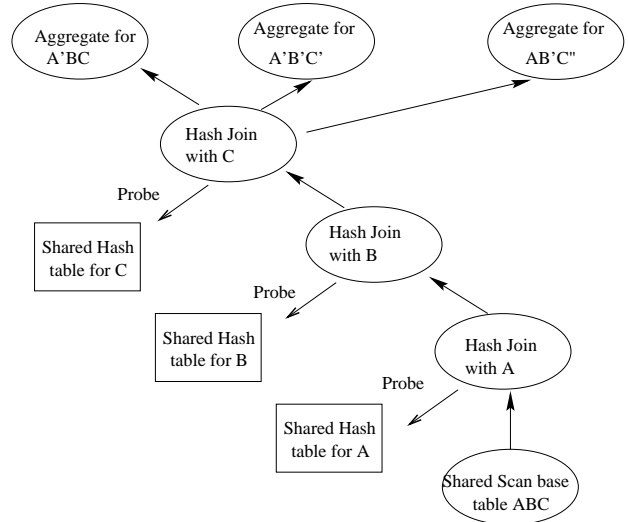 Aggregate for
A'BC
Aggregate for
A'B'C'
Aggregate for
AB'C"
Hash Join
with C
Probe
Shared Hash
table for C
Hash Join
with B
Probe
Shared Hash
table for B
Hash Join
with A
Probe
Shared Hash
table for A
Shared Scan base
table ABC